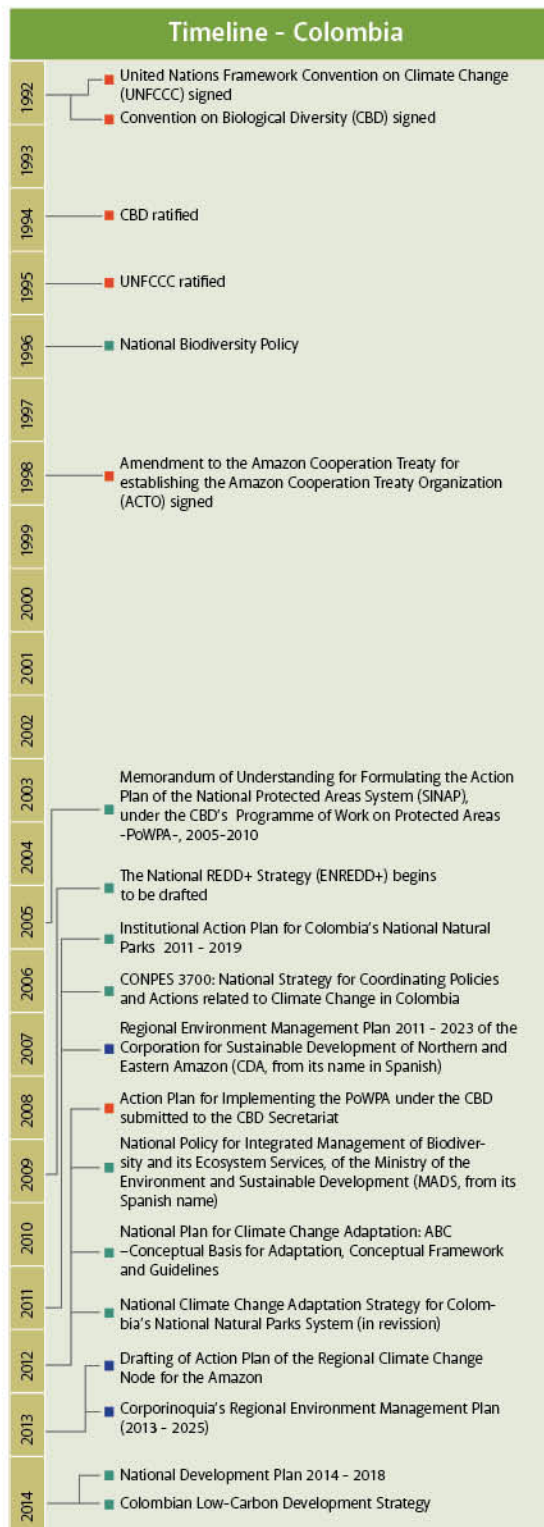 Timeline - Colombia
1992
United Nations Framework Convention on Climate Change
(UNFCCC) signed
Convention on Biological Diversity (CBD) signed
1993
1994
CBD ratified
1995
UNFCCC ratified
1996
National Biodiversity Policy
1997
1998
Amendment to the Amazon Cooperation Treaty for
establishing the Amazon Cooperation Treaty Organization
(ACTO) signed
1999
2000
2001
2002
2003
Memorandum of Understanding for Formulating the Action
Plan of the National Protected Areas System (SINAP),
under the CBD's Programme of Work on Protected Areas
-PoWPA-, 2005-2010
2004
The National REDD+ Strategy (ENREDD+) begins
to be drafted
2005
Institutional Action Plan for Colombia's National Natural
Parks 2011 - 2019
2006
CONPES 3700: National Strategy for Coordinating Policies
and Actions related to Climate Change in Colombia
2007
Regional Environment Management Plan 2011 - 2023 of the
Corporation for Sustainable Development of Northern and
Eastern Amazon (CDA, from its name in Spanish)
2008
Action Plan for Implementing the PoWPA under the CBD
submitted to the CBD Secretariat
2009
National Policy for Integrated Management of Biodiver-
sity and its Ecosystem Services, of the Ministry of the
Environment and Sustainable Development (MADS, from its
Spanish name)
2010
National Plan for Climate Change Adaptation: ABC
–Conceptual Basis for Adaptation, Conceptual Framework
and Guidelines
2011
National Climate Change Adaptation Strategy for Colom-
bia's National Natural Parks System (in revission)
2012
Drafting of Action Plan of the Regional Climate Change
Node for the Amazon
2013
Corporinoquia's Regional Environment Management Plan
(2013 - 2025)
2014
National Development Plan 2014 - 2018
Colombian Low-Carbon Development Strategy